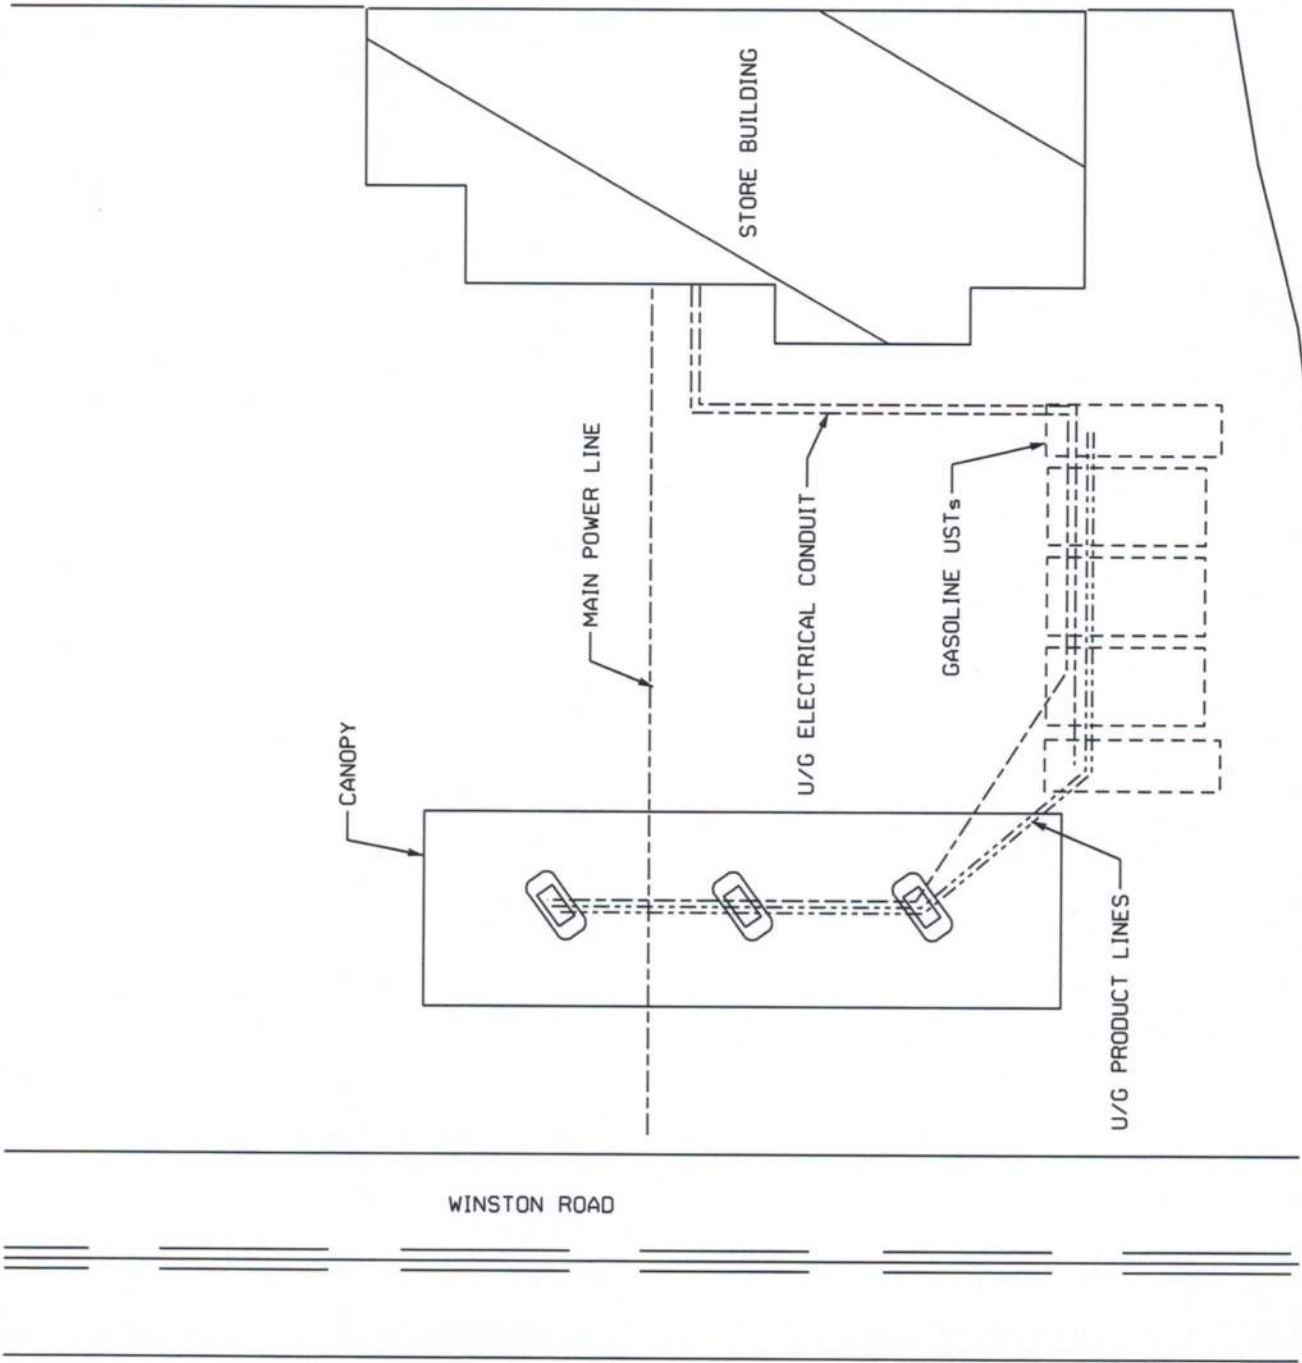 STORE BUILDING
MAIN POWER LINE
U/G ELECTRICAL CONDUIT
GASOLINE USTs
CANOPY
U/G PRODUCT LINES
WINSTON ROAD